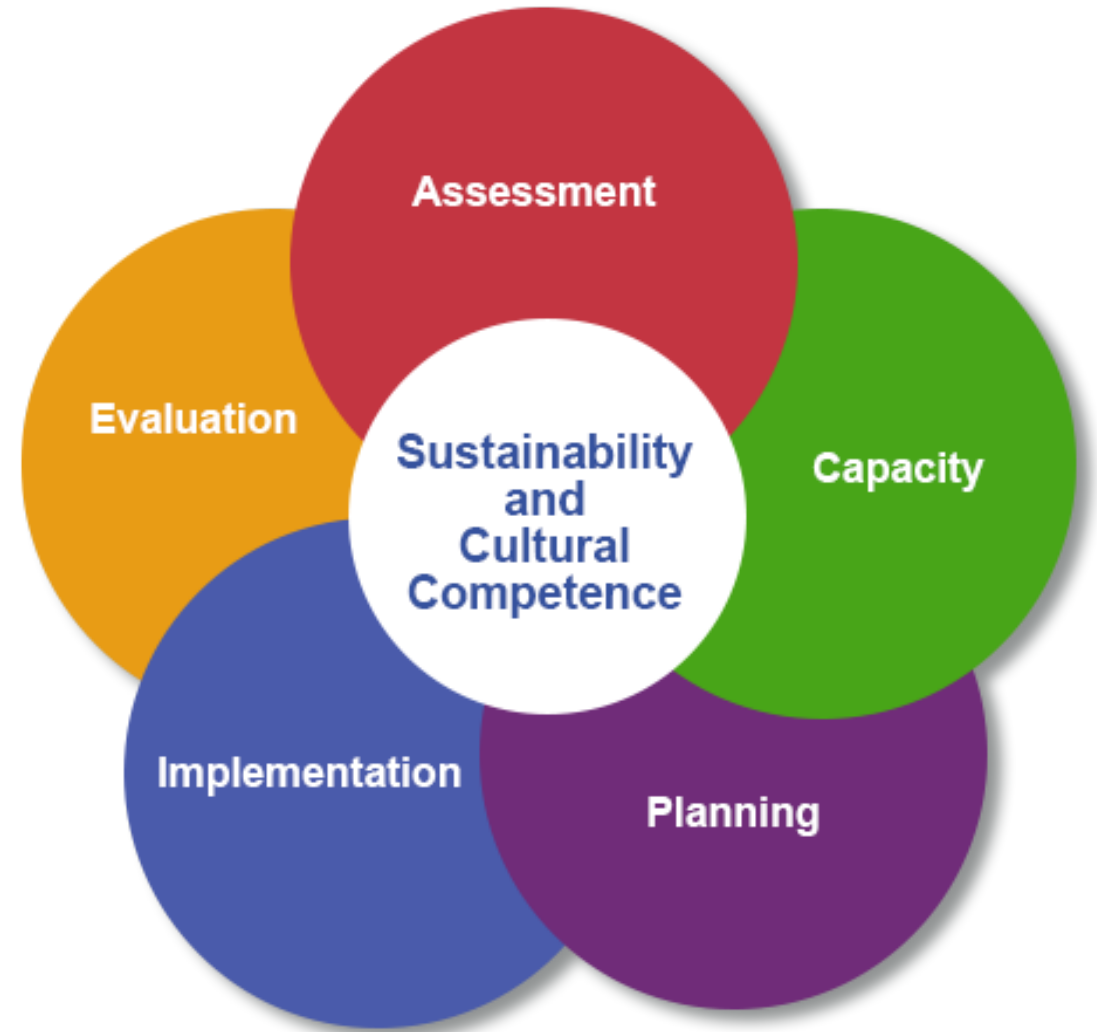 Assessment
Evaluation
Sustainability
and
Cultural
Competence
Capacity
Implementation
Planning